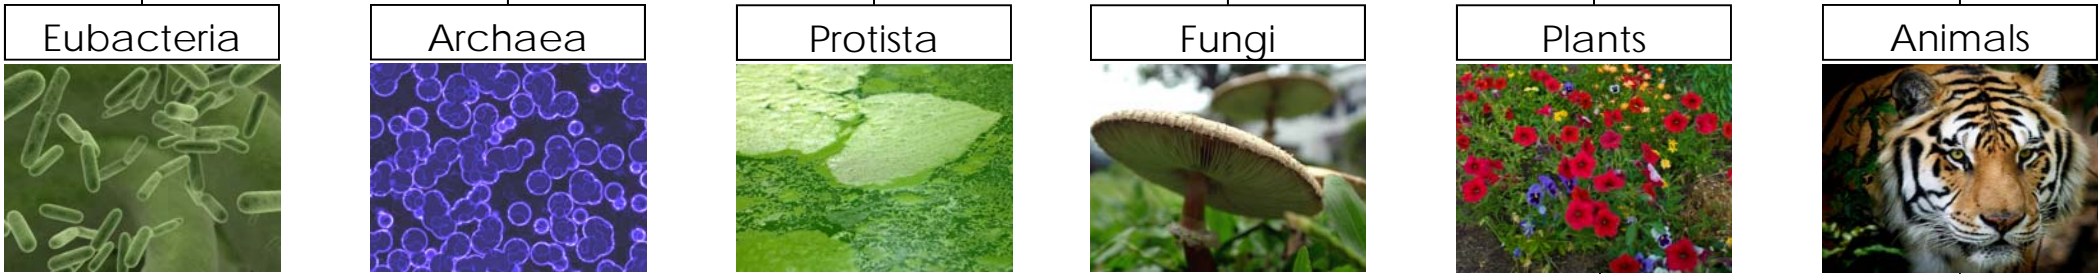 Eubacteria
Archaea
Protista
Fungi
Plants
Animals